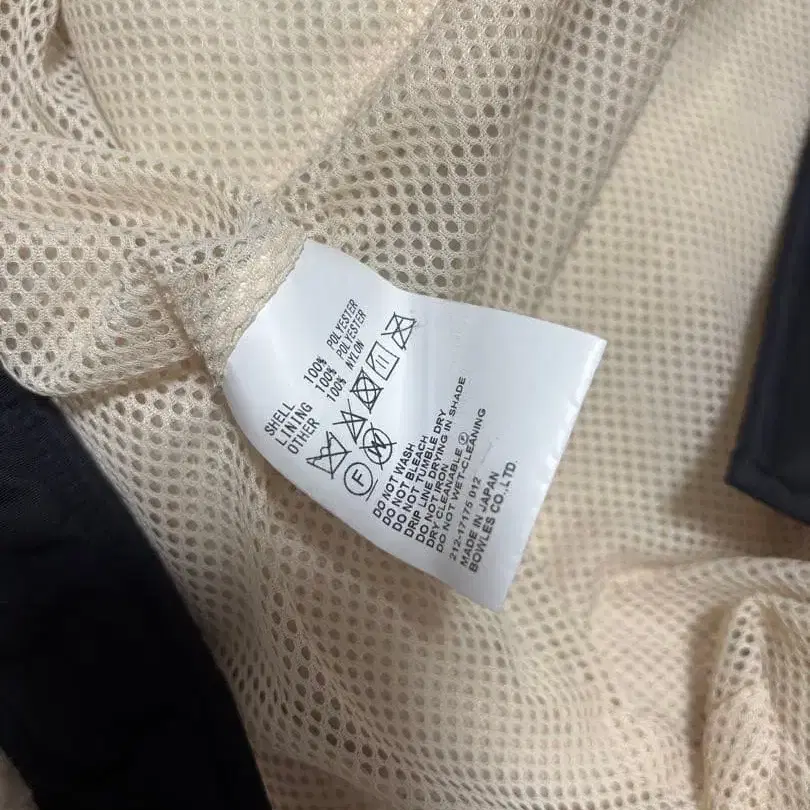 SHELL 100% POLYESTER
LINING 100% POLYESTER
OTHER 100% NYLON
F W
DO NOT WASH
DO NOT BLEACH
DO NOT TUMBLE DRY
DRIP LINE DRYING IN SHADE
DO NOT IRON
DRY CLEANABLE Ⓕ
DO NOT WET-CLEANING
212-17175 012
MADE IN JAPAN
BOWLES CO.,LTD.